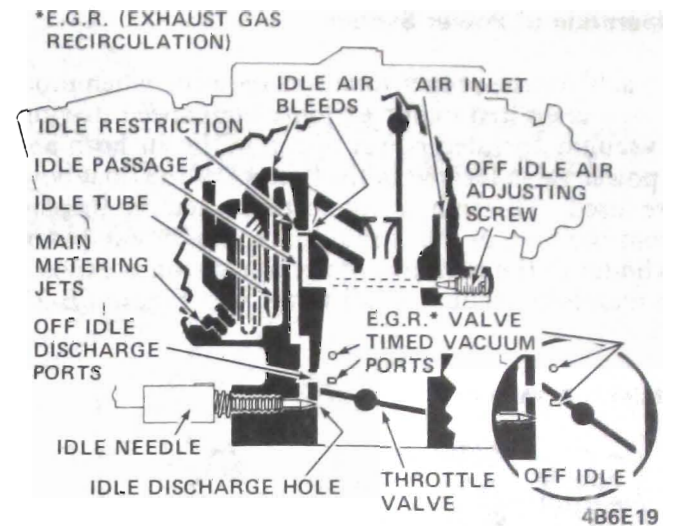 *E.G.R. (EXHAUST GAS
RECIRCULATION)
IDLE AIR
BLEEDS
AIR INLET
IDLE RESTRICTION
IDLE PASSAGE
IDLE TUBE
MAIN
METERING
JETS
OFF IDLE
DISCHARGE
PORTS
OFF IDLE AIR
ADJUSTING
SCREW
E.G.R.* VALVE
TIMED VACUUM
PORTS
IDLE NEEDLE
IDLE DISCHARGE HOLE
THROTTLE
VALVE
OFF IDLE
4B6E19